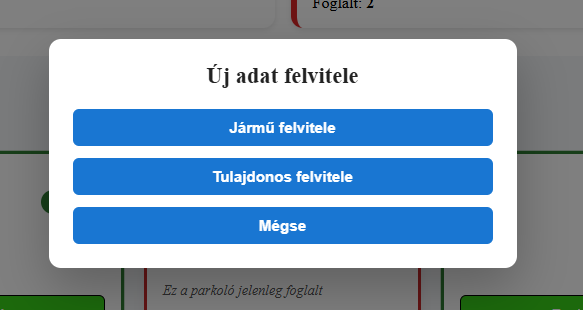 Foglalt: 2
Új adat felvitele
Jármű felvitele
Tulajdonos felvitele
Mégse
Ez a parkoló jelenleg foglalt